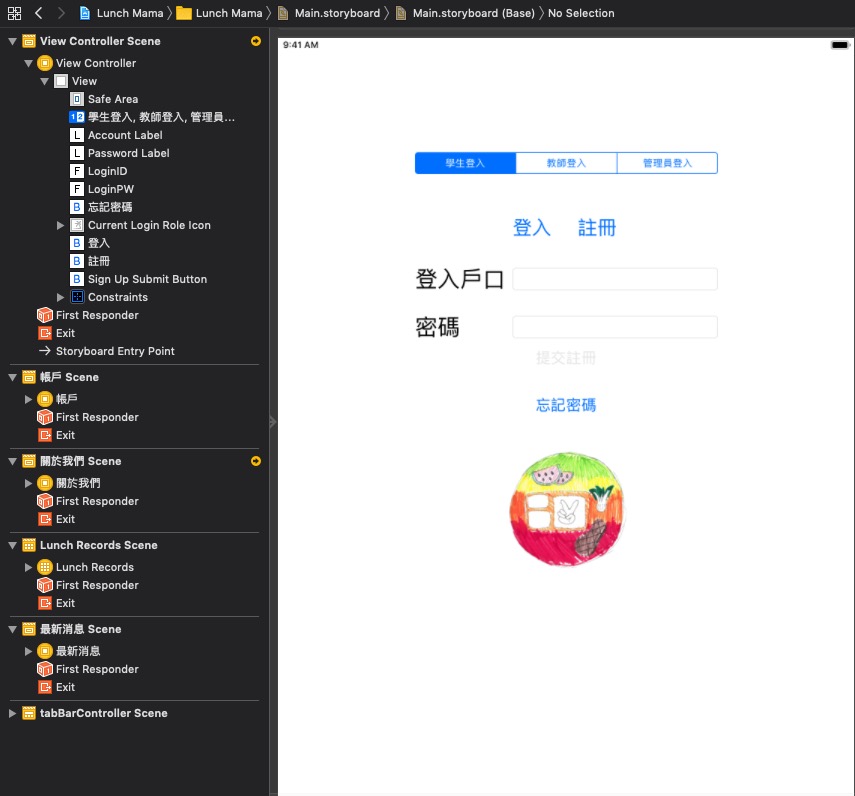 Lunch Mama
Lunch Mama
Main.storyboard
Main.storyboard (Base)
No Selection
View Controller Scene
View Controller
View
Safe Area
學生登入, 教師登入, 管理員...
L Account Label
L Password Label
F LoginID
F LoginPW
B 忘記密碼
Current Login Role Icon
B 登入
B 註冊
B Sign Up Submit Button
Constraints
First Responder
Exit
Storyboard Entry Point
帳戶 Scene
帳戶
First Responder
Exit
關於我們 Scene
關於我們
First Responder
Exit
Lunch Records Scene
Lunch Records
First Responder
Exit
最新消息 Scene
最新消息
First Responder
Exit
tabBarController Scene
9:41 AM
學生登入 教師登入 管理員登入
登入 註冊
登入戶口
密碼
提交註冊
忘記密碼